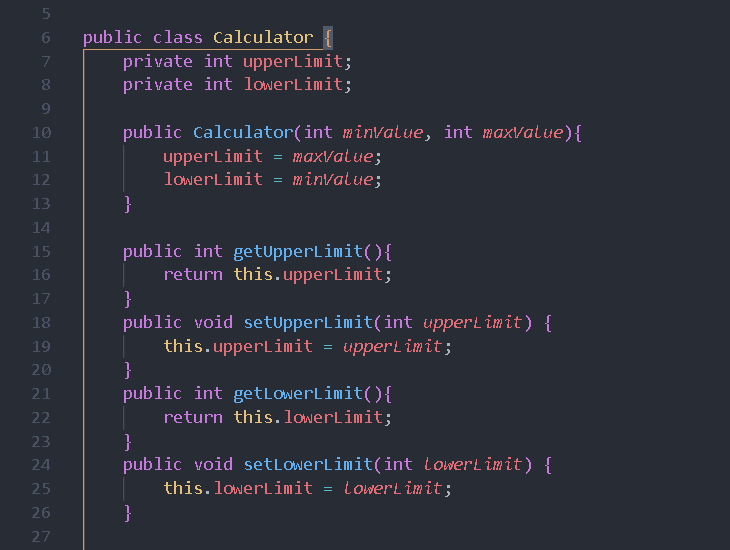 5
6 public class Calculator {
7     private int upperLimit;
8     private int lowerLimit;
9
10     public Calculator(int minValue, int maxValue){
11         upperLimit = maxValue;
12         lowerLimit = minValue;
13     }
14
15     public int getUpperLimit(){
16         return this.upperLimit;
17     }
18     public void setUpperLimit(int upperLimit) {
19         this.upperLimit = upperLimit;
20     }
21     public int getLowerLimit(){
22         return this.lowerLimit;
23     }
24     public void setLowerLimit(int lowerLimit) {
25         this.lowerLimit = lowerLimit;
26     }
27